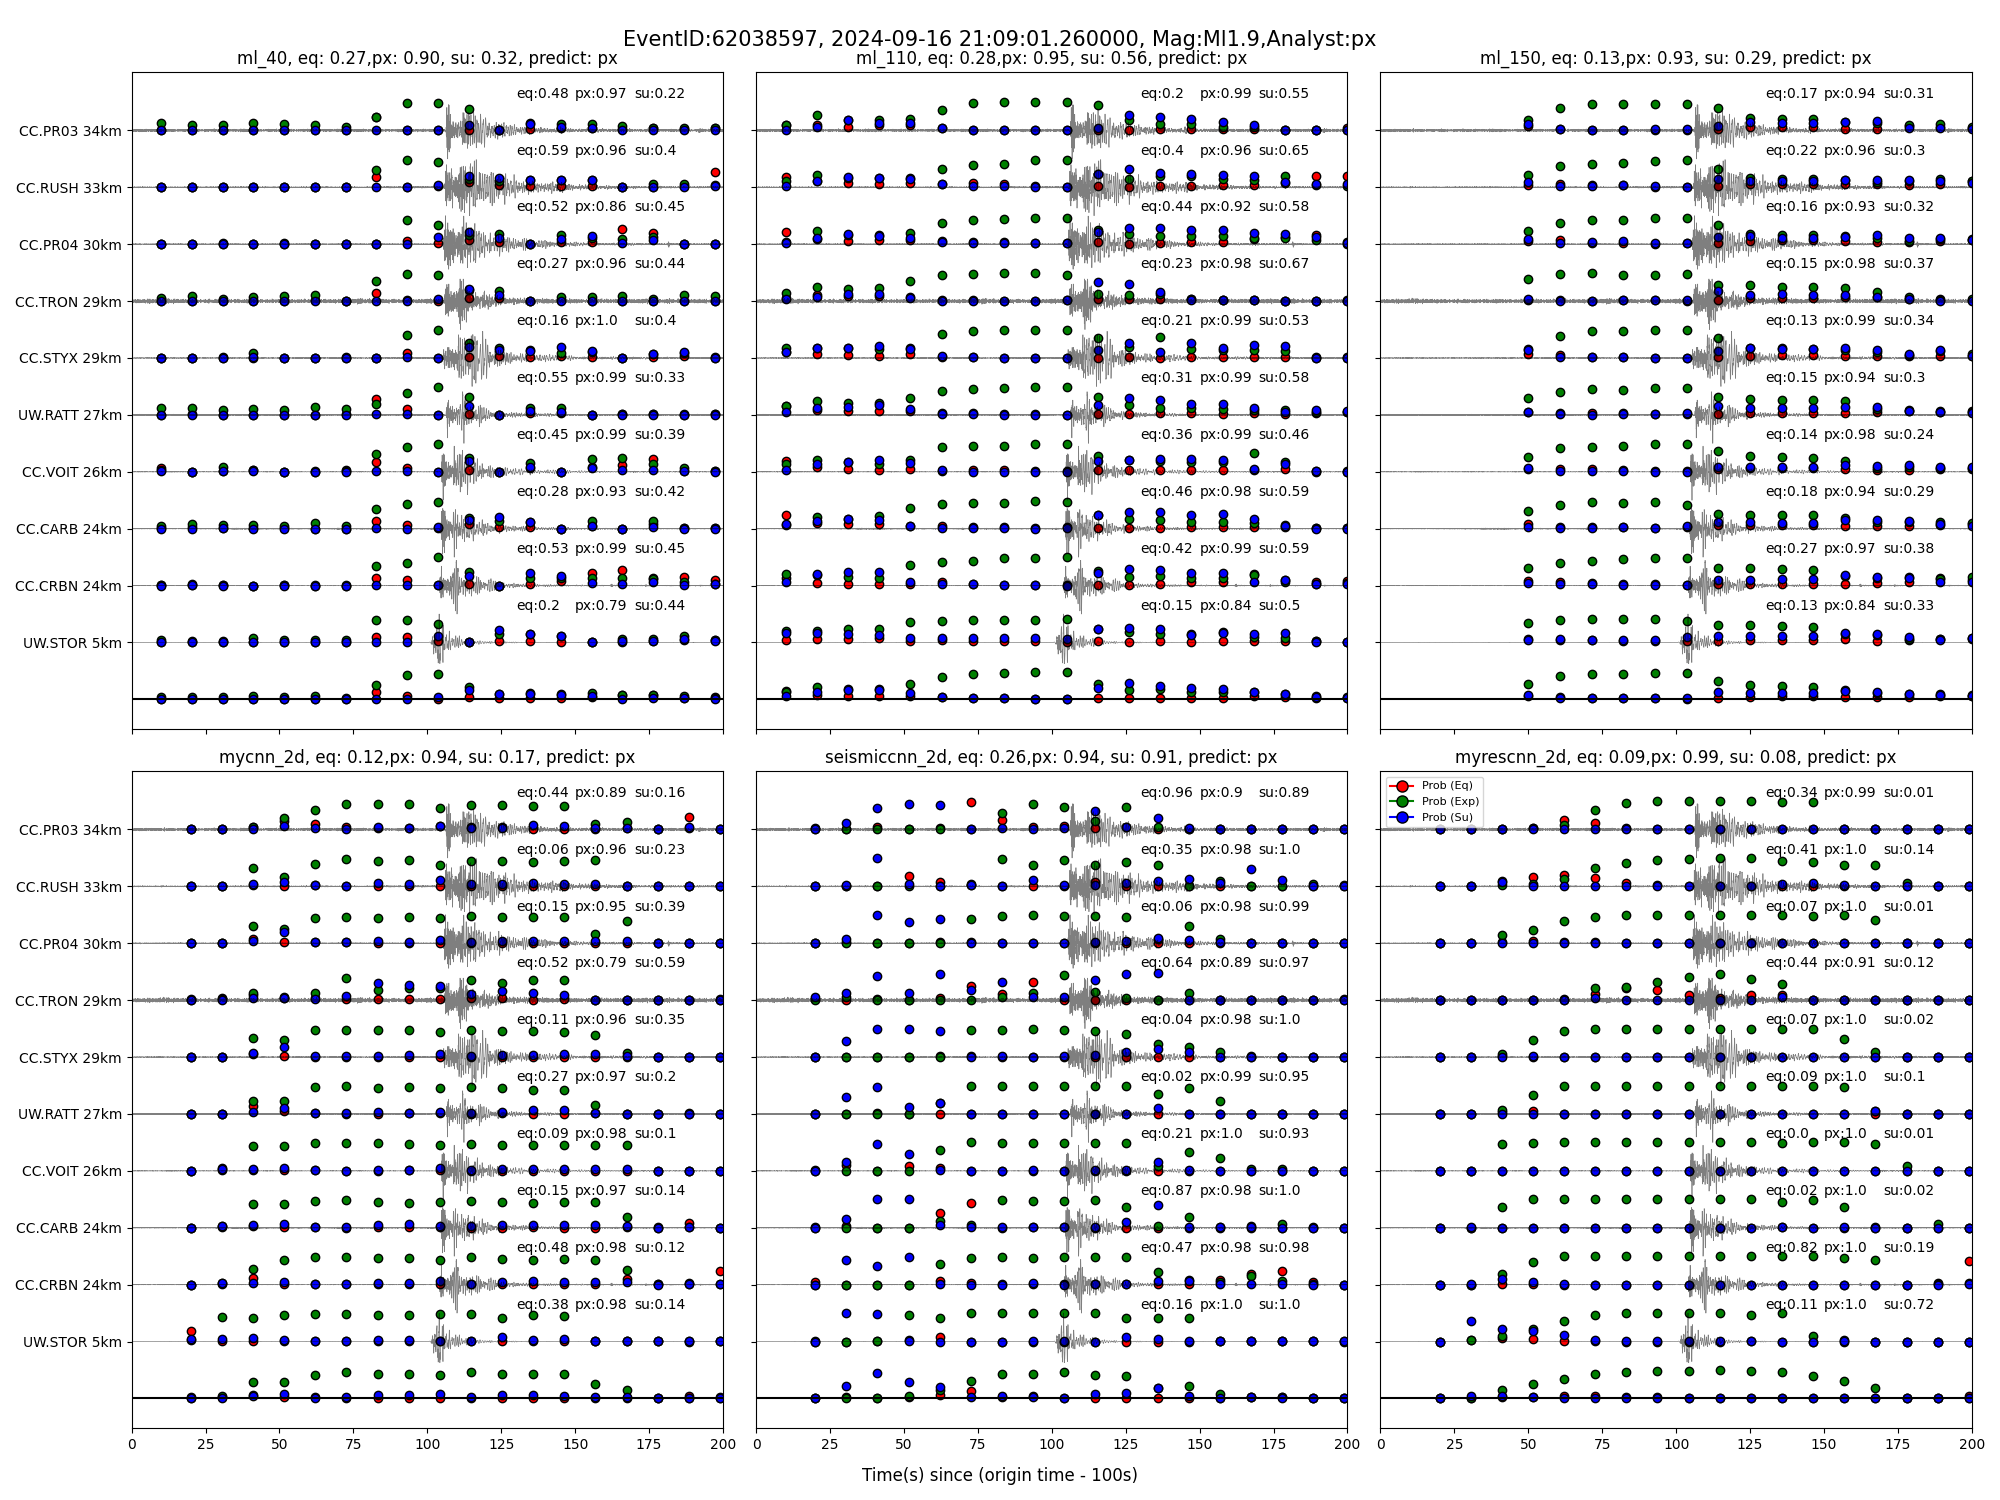 EventID:62038597, 2024-09-16 21:09:01.260000, Mag:Ml1.9,Analyst:px
ml_40, eq: 0.27,px: 0.90, su: 0.32, predict: px
eq:0.48 px:0.97 su:0.22
CC.PR03 34km
eq:0.59 px:0.96 su:0.4
CC.RUSH 33km
eq:0.52 px:0.86 su:0.45
CC.PR04 30km
eq:0.27 px:0.96 su:0.44
CC.TRON 29km
eq:0.16 px:1.0 su:0.4
CC.STYX 29km
eq:0.55 px:0.99 su:0.33
UW.RATT 27km
eq:0.45 px:0.99 su:0.39
CC.VOIT 26km
eq:0.28 px:0.93 su:0.42
CC.CARB 24km
eq:0.53 px:0.99 su:0.45
CC.CRBN 24km
eq:0.2 px:0.79 su:0.44
UW.STOR 5km
ml_110, eq: 0.28,px: 0.95, su: 0.56, predict: px
eq:0.2 px:0.99 su:0.55
eq:0.4 px:0.96 su:0.65
eq:0.44 px:0.92 su:0.58
eq:0.23 px:0.98 su:0.67
eq:0.21 px:0.99 su:0.53
eq:0.31 px:0.99 su:0.58
eq:0.36 px:0.99 su:0.46
eq:0.46 px:0.98 su:0.59
eq:0.42 px:0.99 su:0.59
eq:0.15 px:0.84 su:0.5
ml_150, eq: 0.13,px: 0.93, su: 0.29, predict: px
eq:0.17 px:0.94 su:0.31
eq:0.22 px:0.96 su:0.3
eq:0.16 px:0.93 su:0.32
eq:0.15 px:0.98 su:0.37
eq:0.13 px:0.99 su:0.34
eq:0.15 px:0.94 su:0.3
eq:0.14 px:0.98 su:0.24
eq:0.18 px:0.94 su:0.29
eq:0.27 px:0.97 su:0.38
eq:0.13 px:0.84 su:0.33
mycnn_2d, eq: 0.12,px: 0.94, su: 0.17, predict: px
eq:0.44 px:0.89 su:0.16
CC.PR03 34km
eq:0.06 px:0.96 su:0.23
CC.RUSH 33km
eq:0.15 px:0.95 su:0.39
CC.PR04 30km
eq:0.52 px:0.79 su:0.59
CC.TRON 29km
eq:0.11 px:0.96 su:0.35
CC.STYX 29km
eq:0.27 px:0.97 su:0.2
UW.RATT 27km
eq:0.09 px:0.98 su:0.1
CC.VOIT 26km
eq:0.15 px:0.97 su:0.14
CC.CARB 24km
eq:0.48 px:0.98 su:0.12
CC.CRBN 24km
eq:0.38 px:0.98 su:0.14
UW.STOR 5km
0 25 50 75 100 125 150 175 200
seismiccnn_2d, eq: 0.26,px: 0.94, su: 0.91, predict: px
eq:0.96 px:0.9 su:0.89
eq:0.35 px:0.98 su:1.0
eq:0.06 px:0.98 su:0.99
eq:0.64 px:0.89 su:0.97
eq:0.04 px:0.98 su:1.0
eq:0.02 px:0.99 su:0.95
eq:0.21 px:1.0 su:0.93
eq:0.87 px:0.98 su:1.0
eq:0.47 px:0.98 su:0.98
eq:0.16 px:1.0 su:1.0
0 25 50 75 100 125 150 175 200
myrescnn_2d, eq: 0.09,px: 0.99, su: 0.08, predict: px
Prob (Eq)
Prob (Exp)
Prob (Su)
eq:0.34 px:0.99 su:0.01
eq:0.41 px:1.0 su:0.14
eq:0.07 px:1.0 su:0.01
eq:0.44 px:0.91 su:0.12
eq:0.07 px:1.0 su:0.02
eq:0.09 px:1.0 su:0.1
eq:0.0 px:1.0 su:0.01
eq:0.02 px:1.0 su:0.02
eq:0.82 px:1.0 su:0.19
eq:0.11 px:1.0 su:0.72
0 25 50 75 100 125 150 175 200
Time(s) since (origin time - 100s)